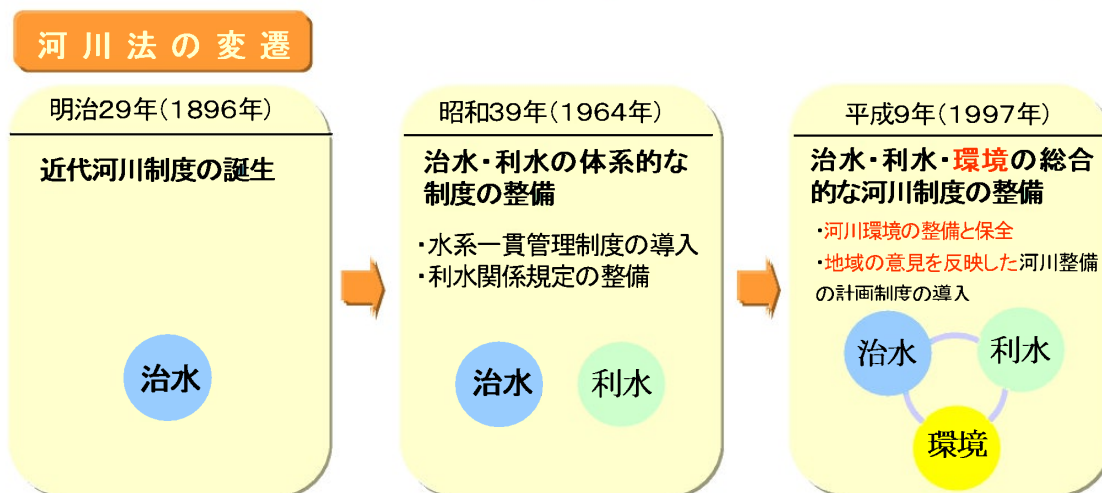 河川法の変遷
明治29年(1896年)
近代河川制度の誕生
治水
昭和39年(1964年)
治水・利水の体系的な
制度の整備
・水系一貫管理制度の導入
・利水関係規定の整備
治水
利水
平成9年(1997年)
治水・利水・環境の総合
的な河川制度の整備
・河川環境の整備と保全
・地域の意見を反映した河川整備
の計画制度の導入
治水
利水
環境